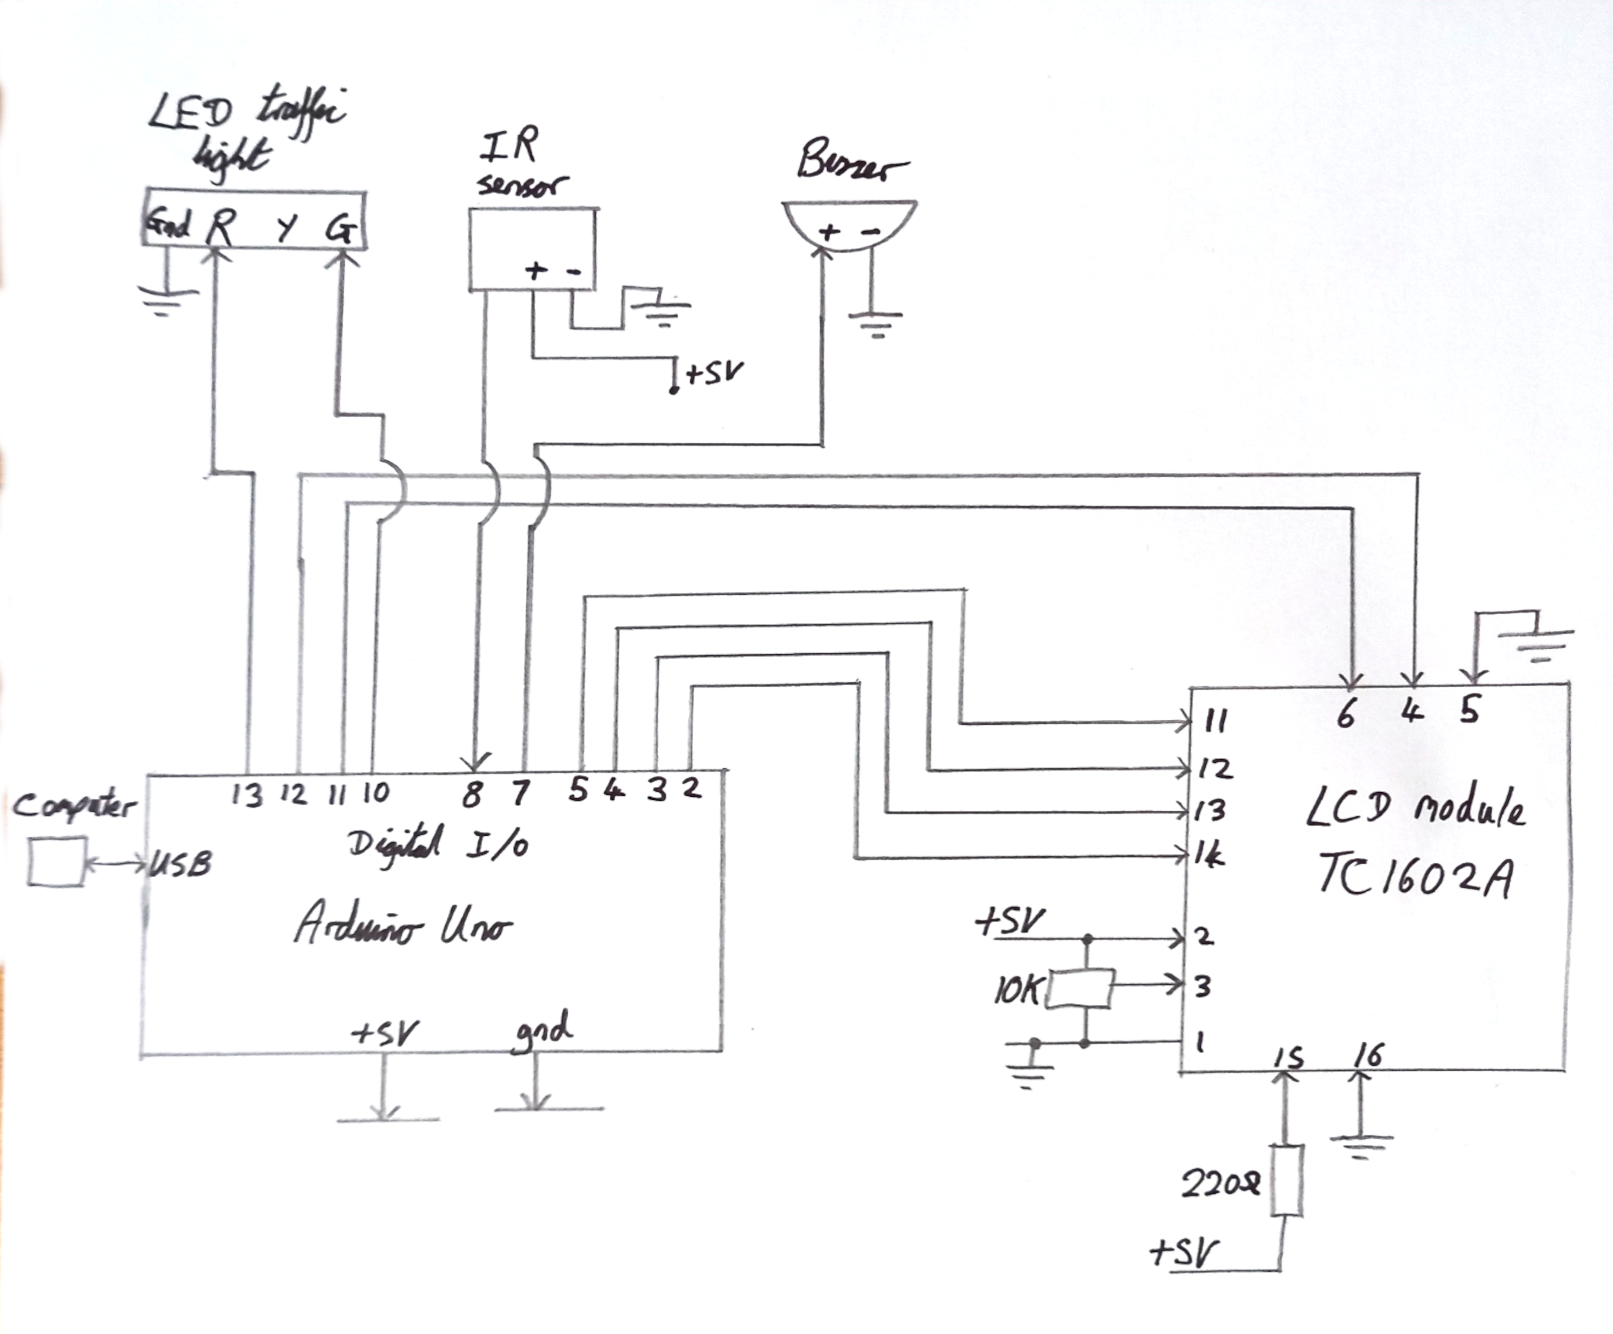 LED traffic
light
IR
sensor
Buzzer
Gnd R Y G
+ -
+ -
+5V
13 12 11 10 8 7 5 4 3 2
Digital I/O
Computer
USB
Arduino Uno
+5V gnd
6 4 5
11
12
13
14
LCD module
TC1602A
+5V
2
10K
3
1
15 16
220Ω
+5V